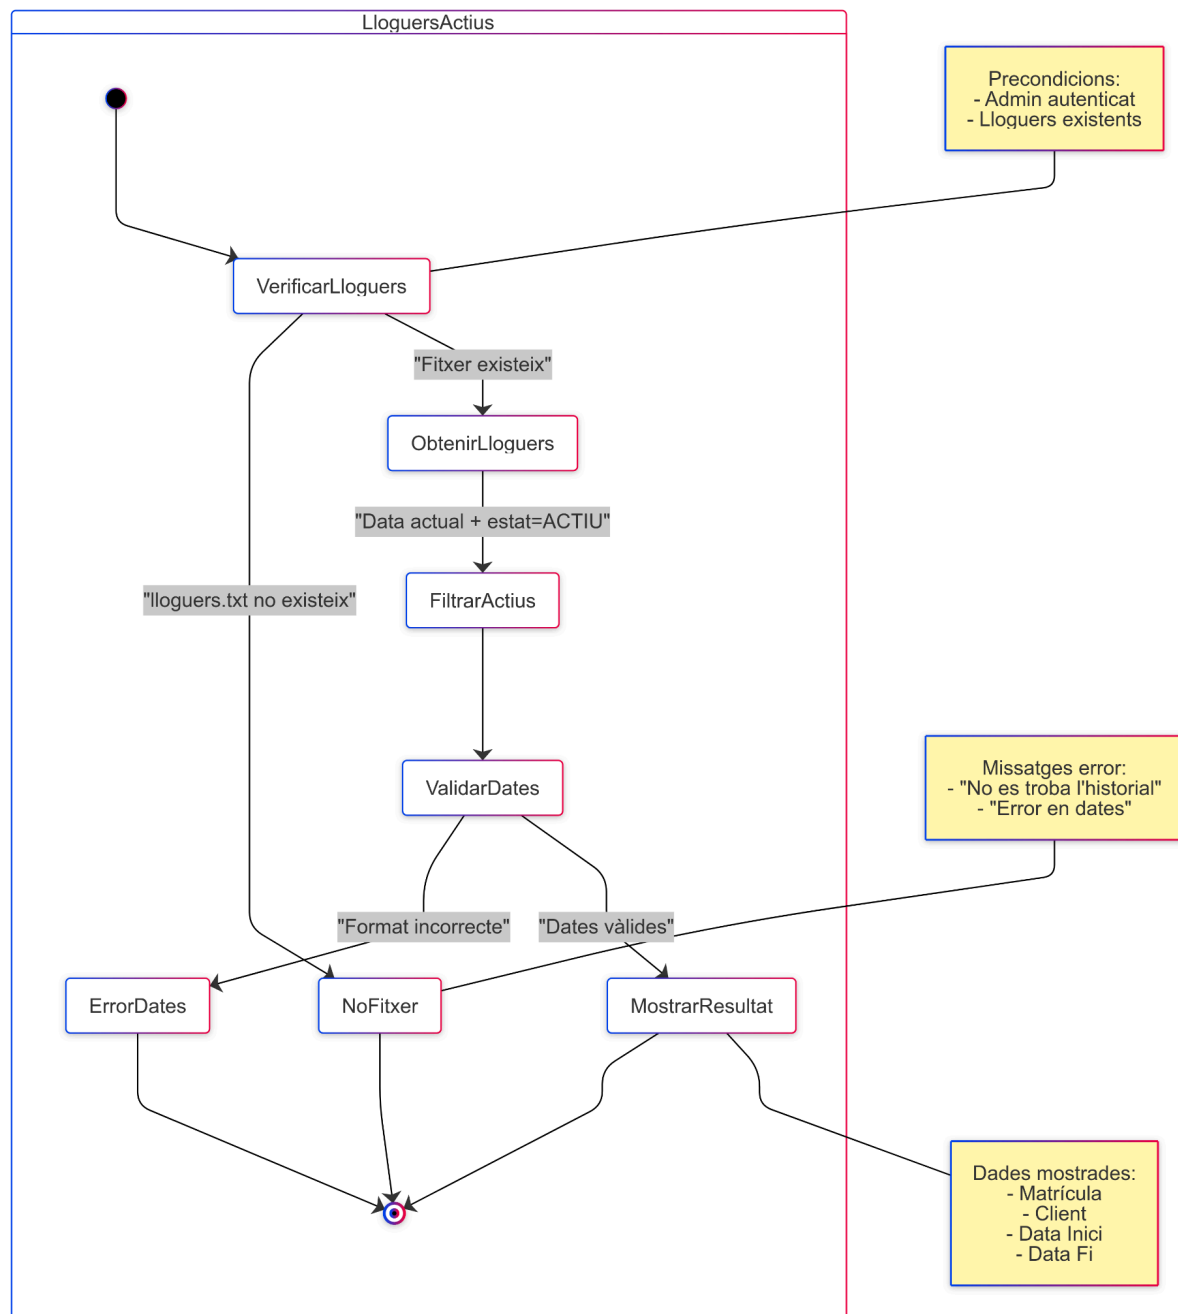 LloguersActius
Precondicions:
- Admin autenticat
- Lloguers existents
VerificarLloguers
"Fitxer existeix"
ObtenirLloguers
"Data actual + estat=ACTIU"
"lloguers.txt no existeix"
FiltrarActius
Missatges error:
- "No es troba l'historial"
- "Error en dates"
ValidarDates
"Format incorrecte"
"Dates vàlides"
ErrorDates
NoFitxer
MostrarResultat
Dades mostrades:
- Matrícula
- Client
- Data Inici
- Data Fi